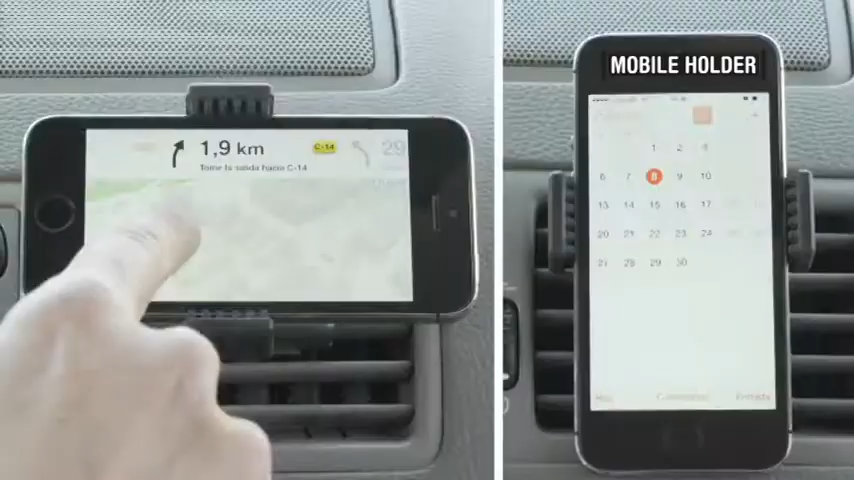 MOBILE HOLDER
1,9 km
C-14
29
Tome la salida hacia C-14
1 2 3
6 7 8 9 10
13 14 15 16 17
20 21 22 23 24
27 28 29 30